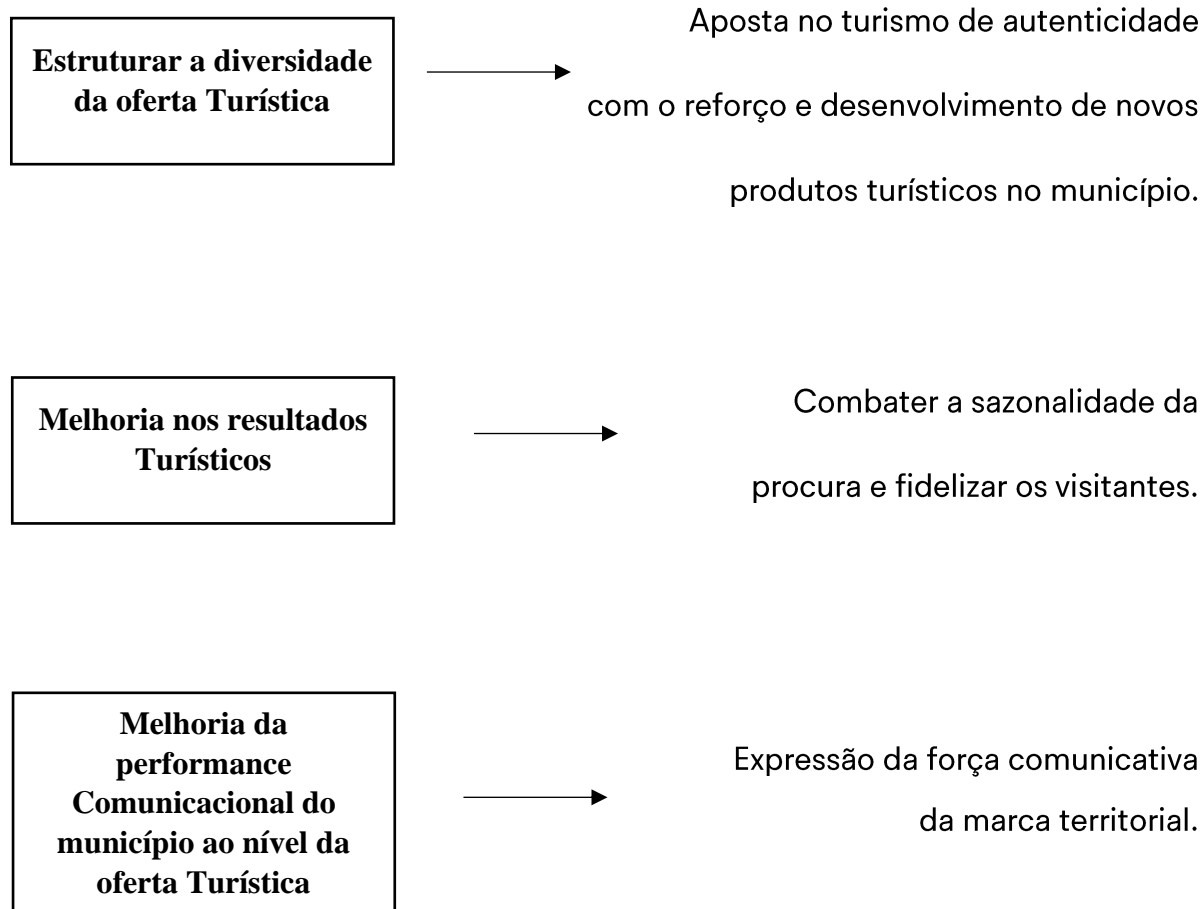 Estruturar a diversidade
da oferta Turística
Aposta no turismo de autenticidade
com o reforço e desenvolvimento de novos
produtos turísticos no município.
Melhoria nos resultados
Turísticos
Combater a sazonalidade da
procura e fidelizar os visitantes.
Melhoria da
performance
Comunicacional do
município ao nível da
oferta Turística
Expressão da força comunicativa
da marca territorial.